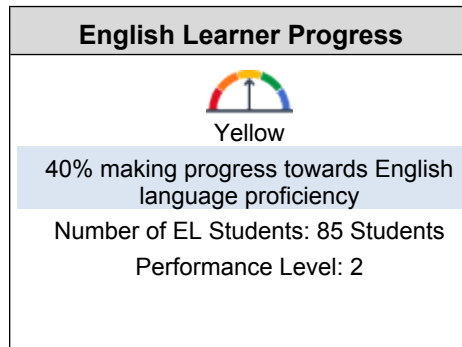 English Learner Progress
Yellow
40% making progress towards English
language proficiency
Number of EL Students: 85 Students
Performance Level: 2